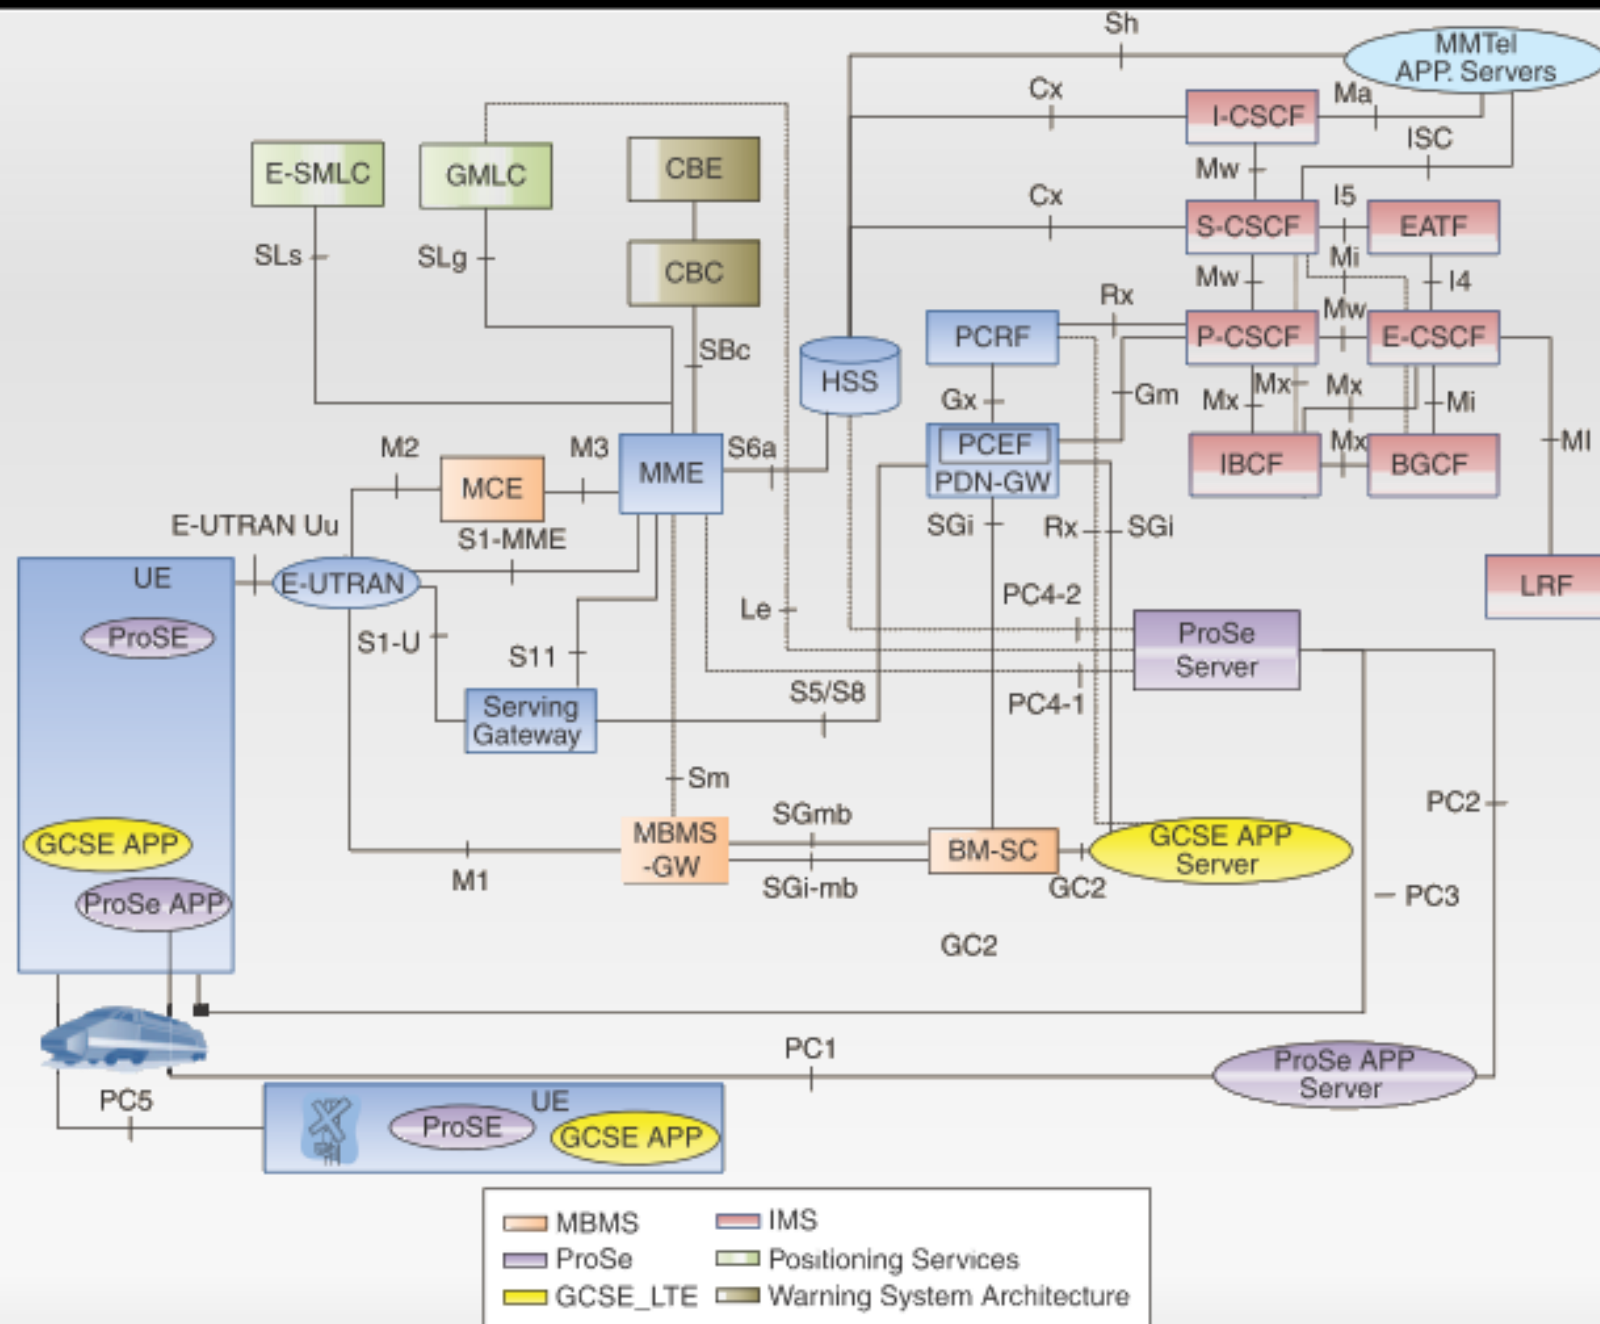 Sh
MMTel
APP. Servers
Cx
I-CSCF
Ma
ISC
E-SMLC
GMLC
CBE
Mw
Cx
S-CSCF
I5
EATF
SLs
SLg
CBC
Mw
Mi
I4
Rx
Mw
SBc
PCRF
P-CSCF
E-CSCF
HSS
Gx
Gm
Mx
Mx
Mx
Mi
M2
M3
MME
S6a
PCEF
PDN-GW
IBCF
Mx
BGCF
MI
MCE
E-UTRAN Uu
S1-MME
SGi
Rx
SGi
UE
E-UTRAN
LRF
ProSE
S1-U
S11
Le
PC4-2
ProSe
Server
Serving
Gateway
S5/S8
PC4-1
Sm
PC2
GCSE APP
MBMS
-GW
SGmb
BM-SC
GCSE APP
Server
M1
SGi-mb
GC2
PC3
ProSe APP
GC2
PC1
ProSe APP
Server
PC5
UE
ProSE
GCSE APP
MBMS
IMS
ProSe
Positioning Services
GCSE_LTE
Warning System Architecture